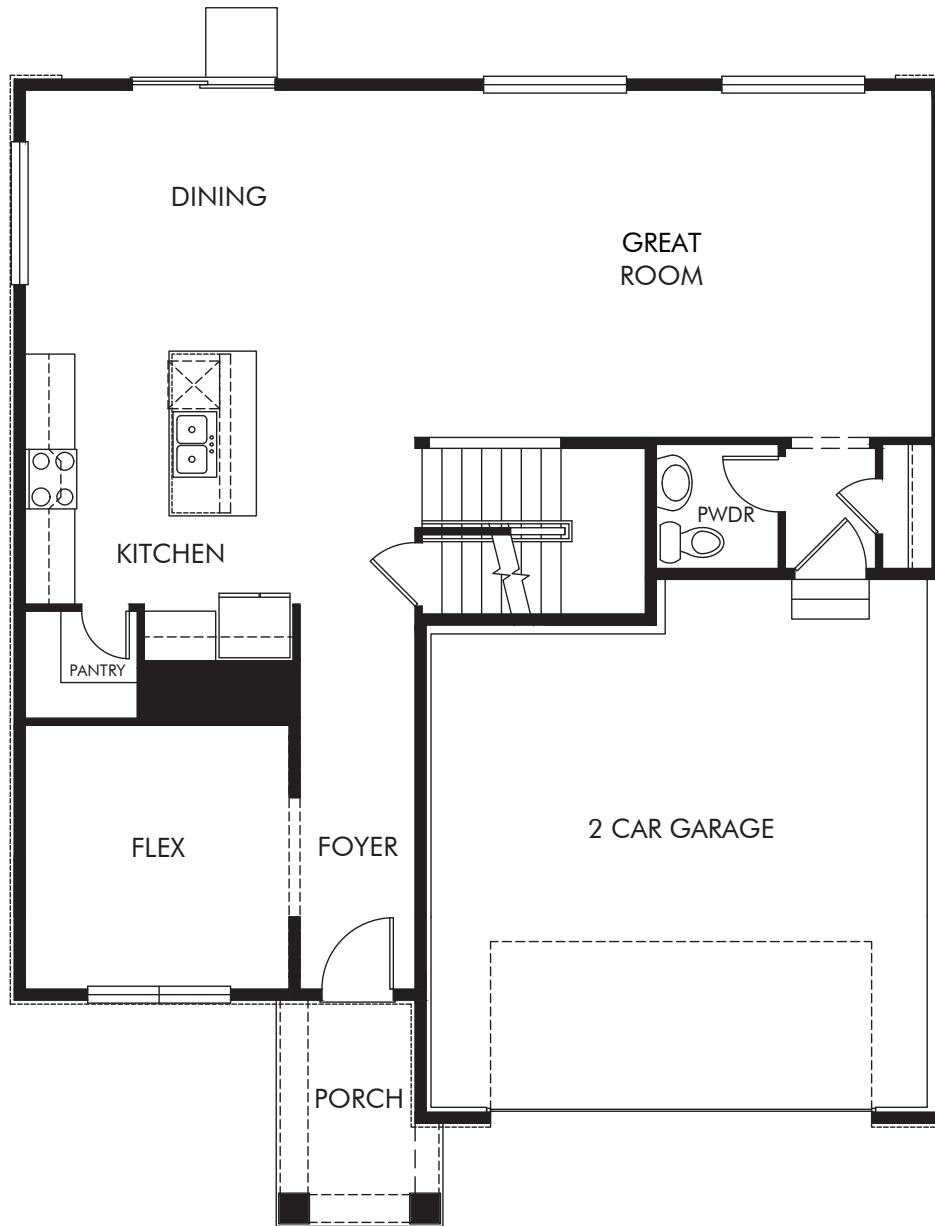 DINING
GREAT
ROOM
PWDR
KITCHEN
PANTRY
2 CAR GARAGE
FLEX
FOYER
PORCH